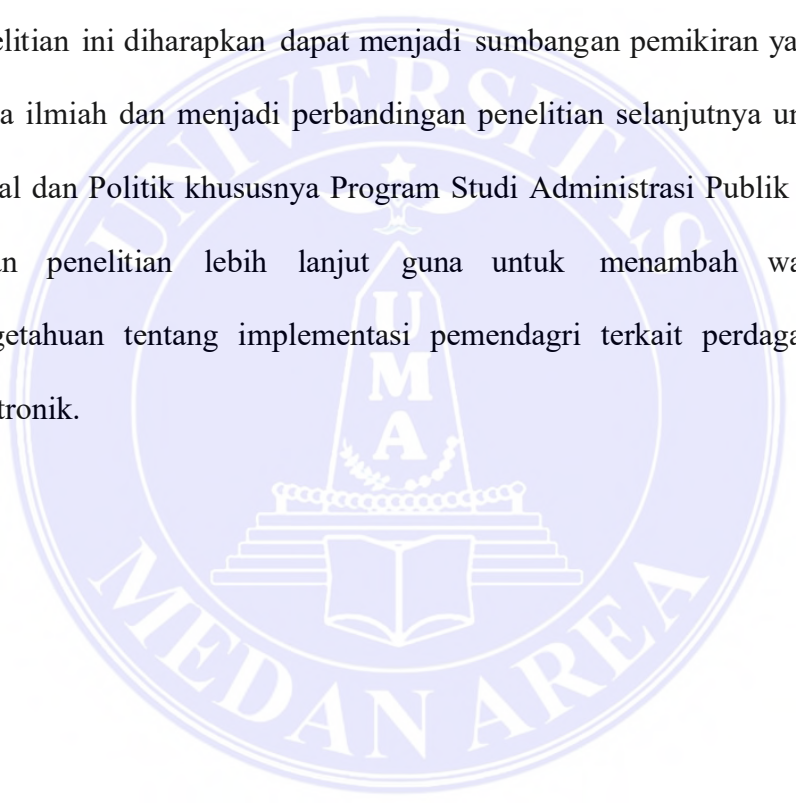 elitian ini diharapkan dapat menjadi sumbangan pemikiran ya
a ilmiah dan menjadi perbandingan penelitian selanjutnya un
al dan Politik khususnya Program Studi Administrasi Publik
n penelitian lebih lanjut guna untuk menambah wa
getahuan tentang implementasi pemendagri terkait perdaga
tronik.
UNIVERSITAS
U
M
A
MEDAN AREA